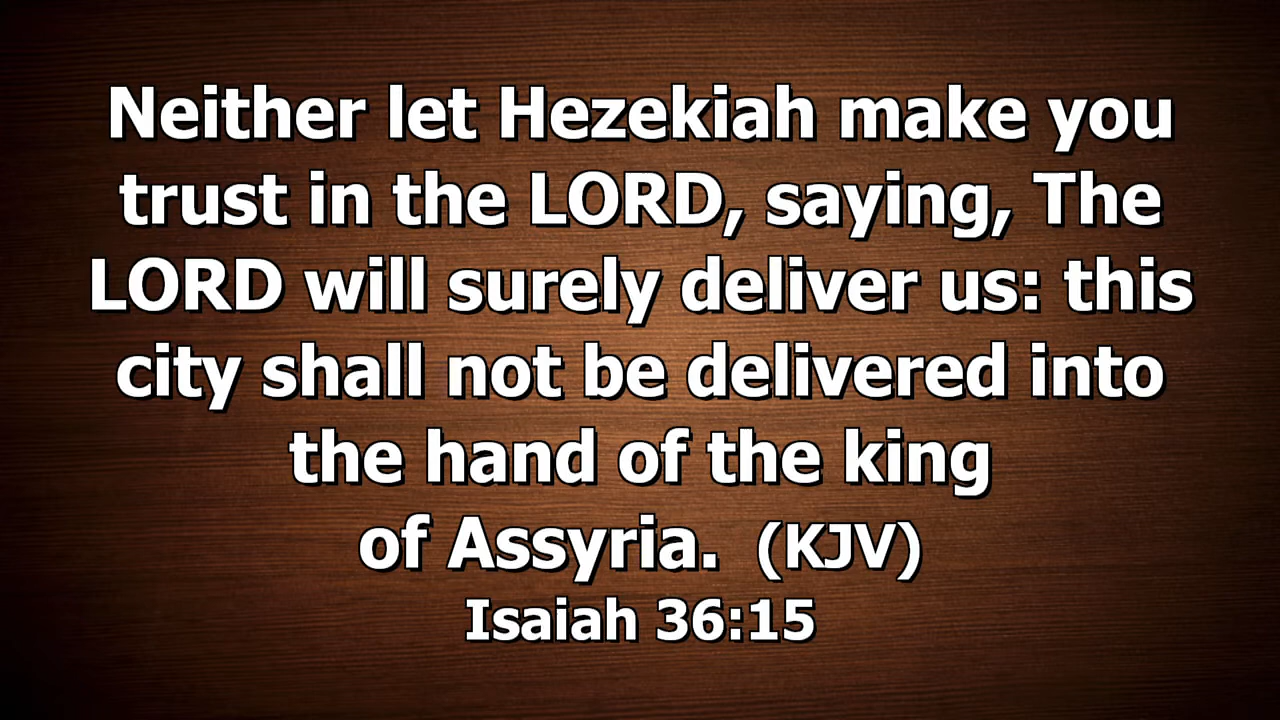 Neither let Hezekiah make you
trust in the LORD, saying, The
LORD will surely deliver us: this
city shall not be delivered into
the hand of the king
of Assyria.  (KJV)
Isaiah 36:15